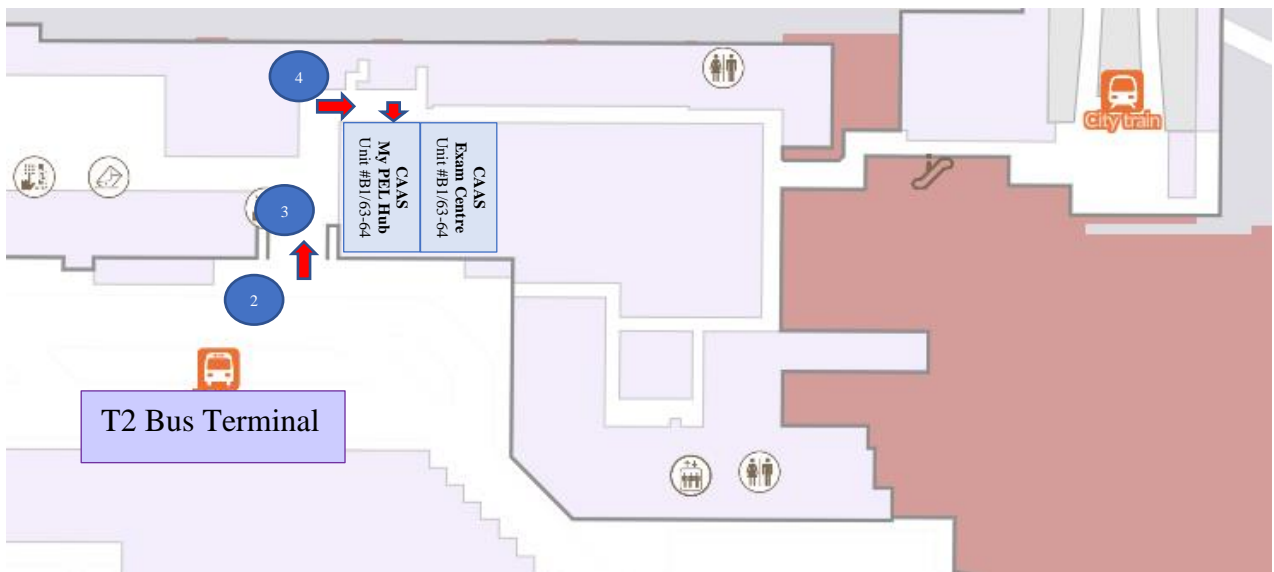 4
City train
CAAS
My PEL Hub
Unit #B1/63-64
CAAS
Exam Centre
Unit #B1/63-64
3
2
T2 Bus Terminal